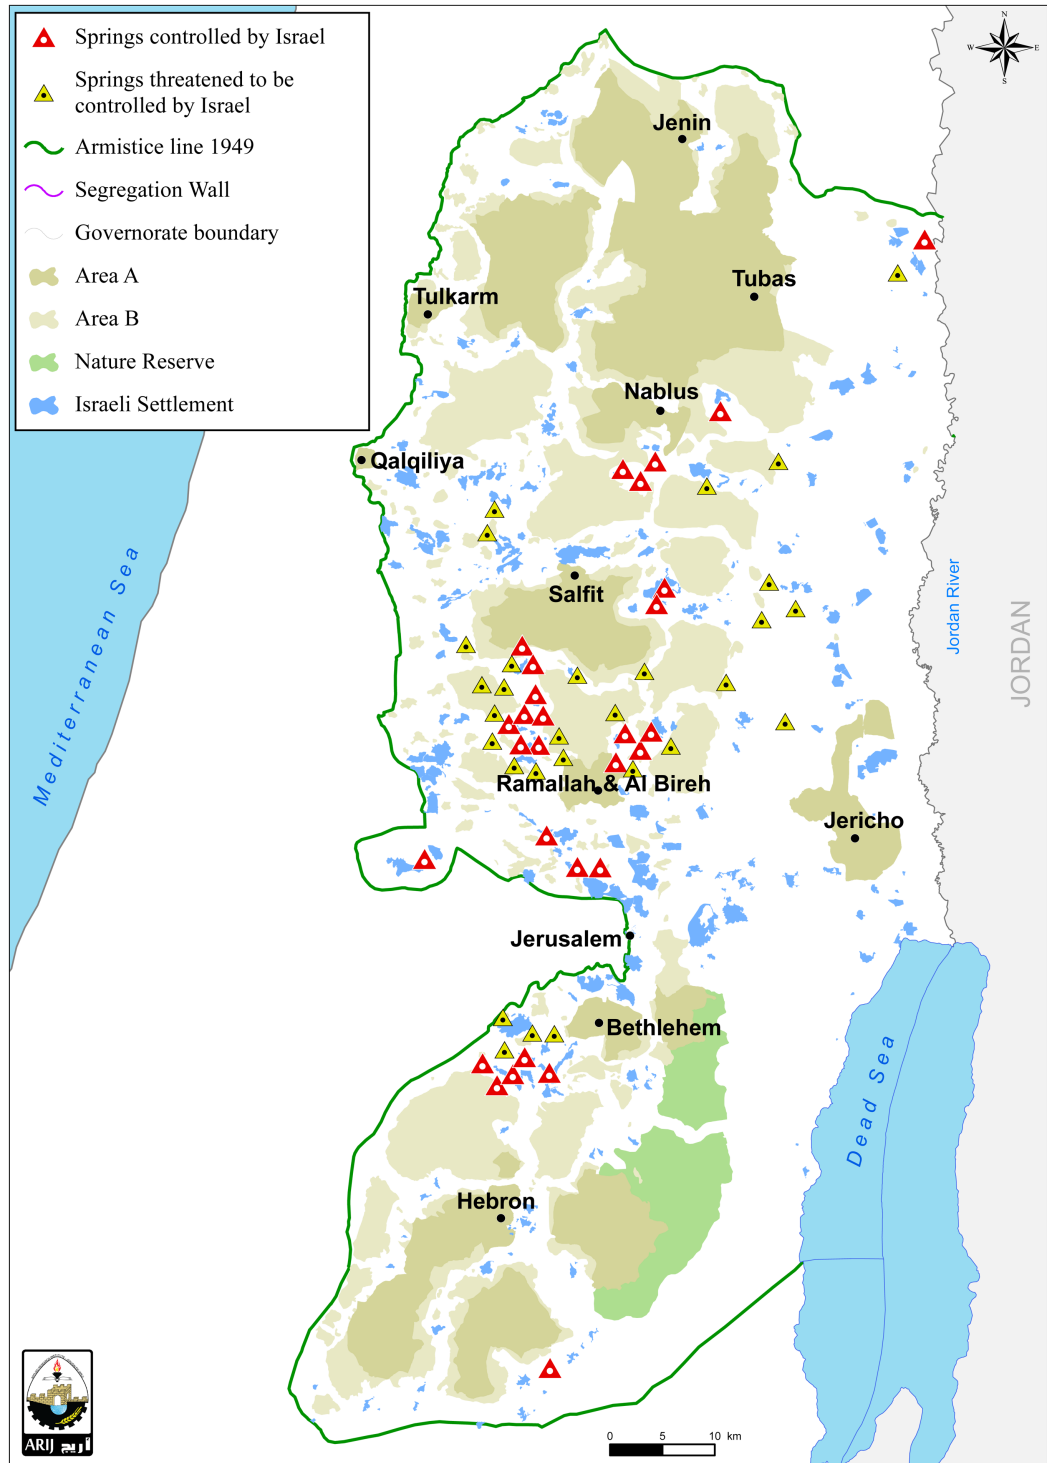 Springs controlled by Israel
Springs threatened to be
controlled by Israel
Armistice line 1949
Segregation Wall
Governorate boundary
Area A
Area B
Nature Reserve
Israeli Settlement
N
W
E
S
Jenin
Tubas
Tulkarm
Nablus
Qalqiliya
Salfit
Mediterranean Sea
Jordan River
JORDAN
Ramallah & Al Bireh
Jericho
Jerusalem
Bethlehem
Dead Sea
Hebron
ARIJ أريج
0 5 10 km